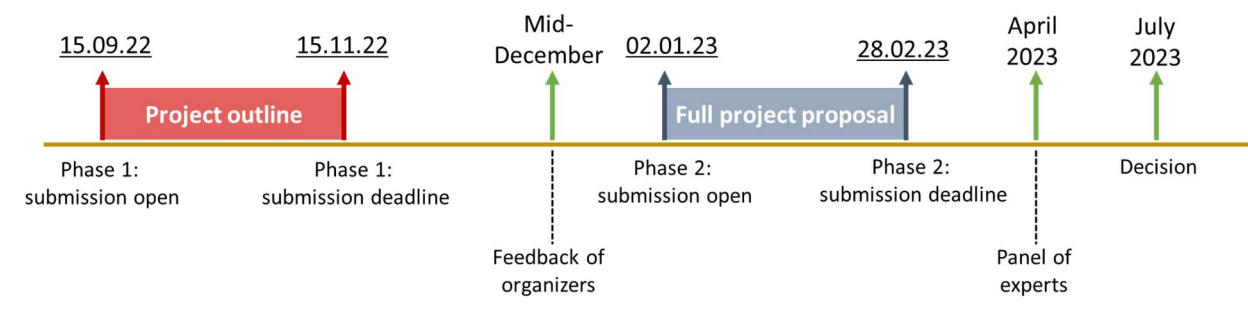 15.09.22
15.11.22
Mid-
December
02.01.23
28.02.23
April
2023
July
2023
Project outline
Full project proposal
Phase 1:
submission open
Phase 1:
submission deadline
Phase 2:
submission open
Phase 2:
submission deadline
Decision
Feedback of
organizers
Panel of
experts